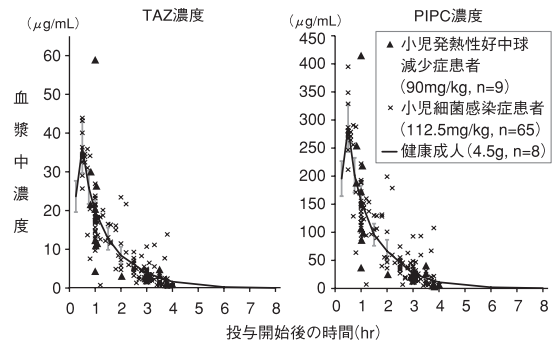 TAZ濃度
PIPC濃度
(μg/mL)
(μg/mL)
血漿中濃度
60
50
40
30
20
10
0
450
400
350
300
250
200
150
100
50
0
▲ 小児発熱性好中球
減少症患者
(90mg/kg, n=9)
× 小児細菌感染症患者
(112.5mg/kg, n=65)
― 健康成人(4.5g, n=8)
0 1 2 3 4 5 6 7 8
0 1 2 3 4 5 6 7 8
投与開始後の時間(hr)